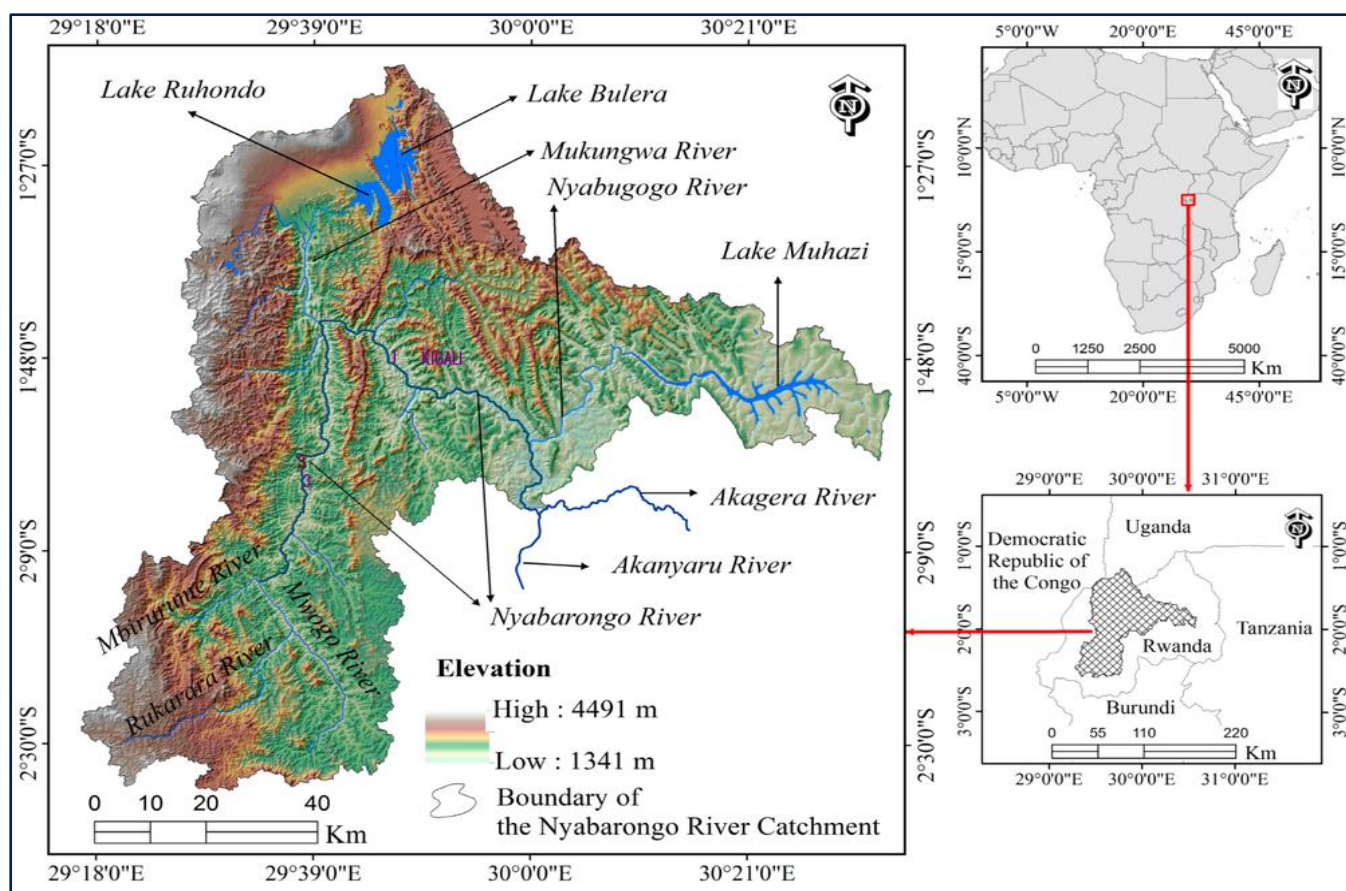 29°18'0"E 29°39'0"E 30°0'0"E 30°21'0"E
Lake Ruhondo
Lake Bulera
Mukungwa River
Nyabugogo River
Lake Muhazi
N
1°27'0"S
1°27'0"S
1°48'0"S
1°48'0"S
2°9'0"S
2°9'0"S
2°30'0"S
2°30'0"S
1 KIGALI
3
3
Akagera River
Akanyaru River
Nyabarongo River
Mbirurume River
Mwogo River
Rukarara River
Elevation
High : 4491 m
Low : 1341 m
Boundary of
the Nyabarongo River Catchment
0 10 20 40
Km
29°18'0"E 29°39'0"E 30°0'0"E 30°21'0"E
5°0'0"W 20°0'0"E 45°0'0"E
N
10°0'0"N
10°0'0"N
15°0'0"S
15°0'0"S
40°0'0"S
40°0'0"S
0 1250 2500 5000
Km
5°0'0"W 20°0'0"E 45°0'0"E
29°0'0"E 30°0'0"E 31°0'0"E
N
Uganda
Democratic
Republic of
the Congo
Rwanda
Tanzania
Burundi
1°0'0"S
1°0'0"S
2°0'0"S
2°0'0"S
3°0'0"S
3°0'0"S
0 55 110 220
Km
29°0'0"E 30°0'0"E 31°0'0"E